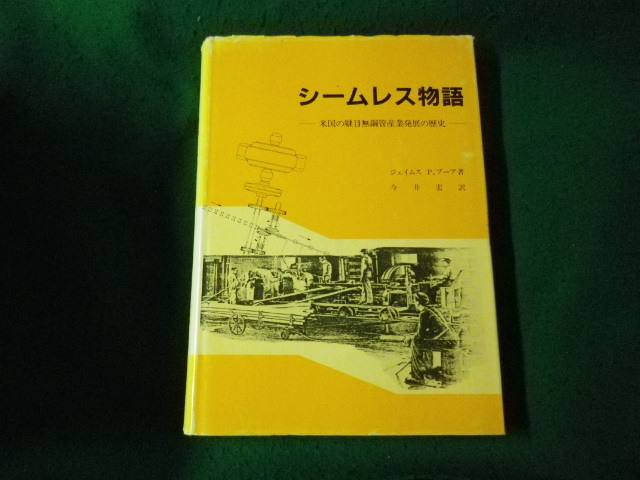 シームレス物語
米国の継目無鋼管産業発展の歴史
ジェイムス P.ブーア著
今井宏訳